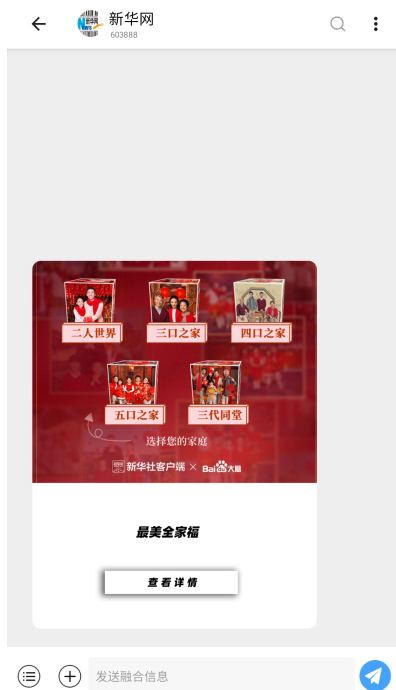 新华网
603888
二人世界
三口之家
四口之家
五口之家
三代同堂
选择您的家庭
新华社客户端 × Bai大脑
最美全家福
查看详情
发送融合信息